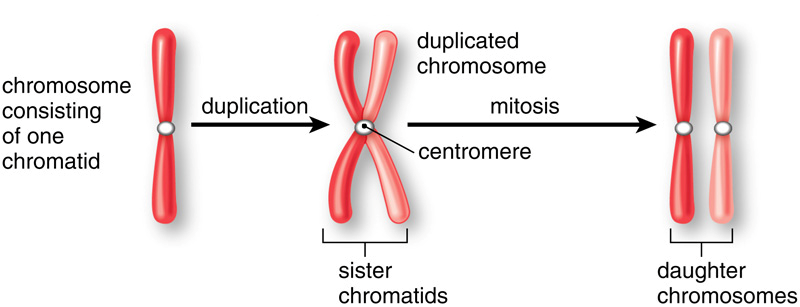 chromosome
consisting
of one
chromatid
duplication
duplicated
chromosome
centromere
sister
chromatids
mitosis
daughter
chromosomes